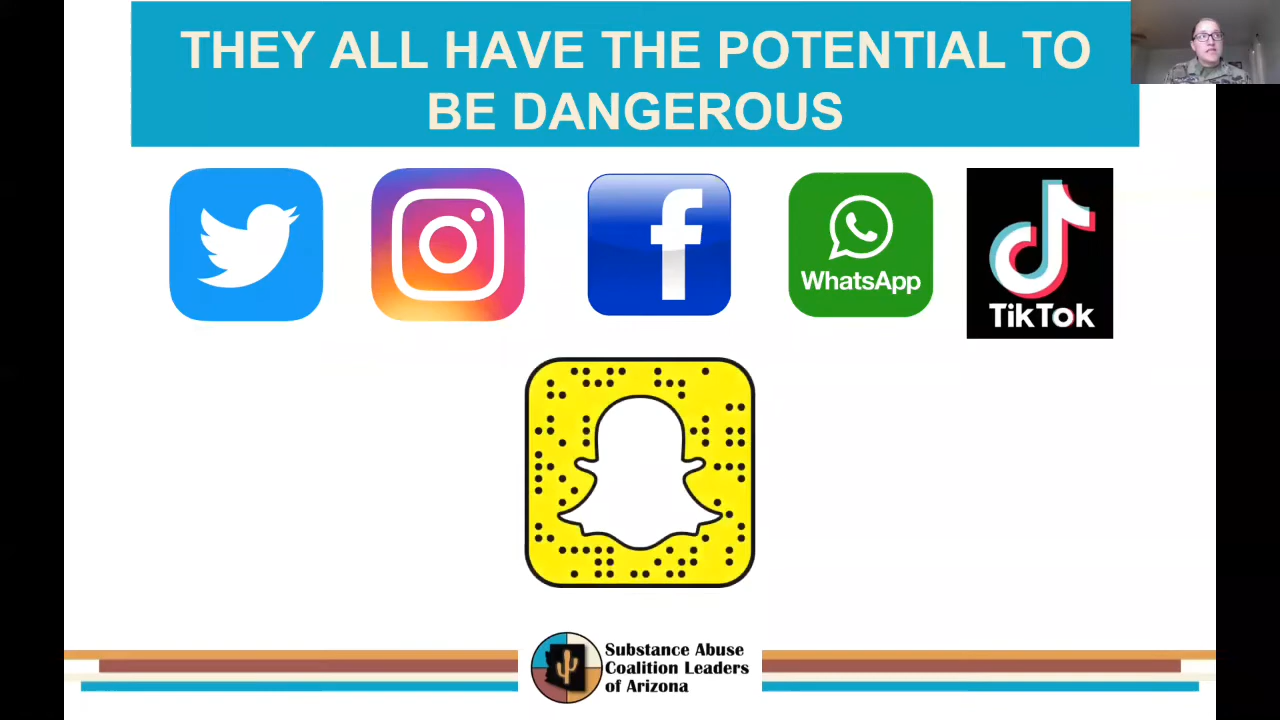 THEY ALL HAVE THE POTENTIAL TO
BE DANGEROUS
WhatsApp
TikTok
Substance Abuse
Coalition Leaders
of Arizona